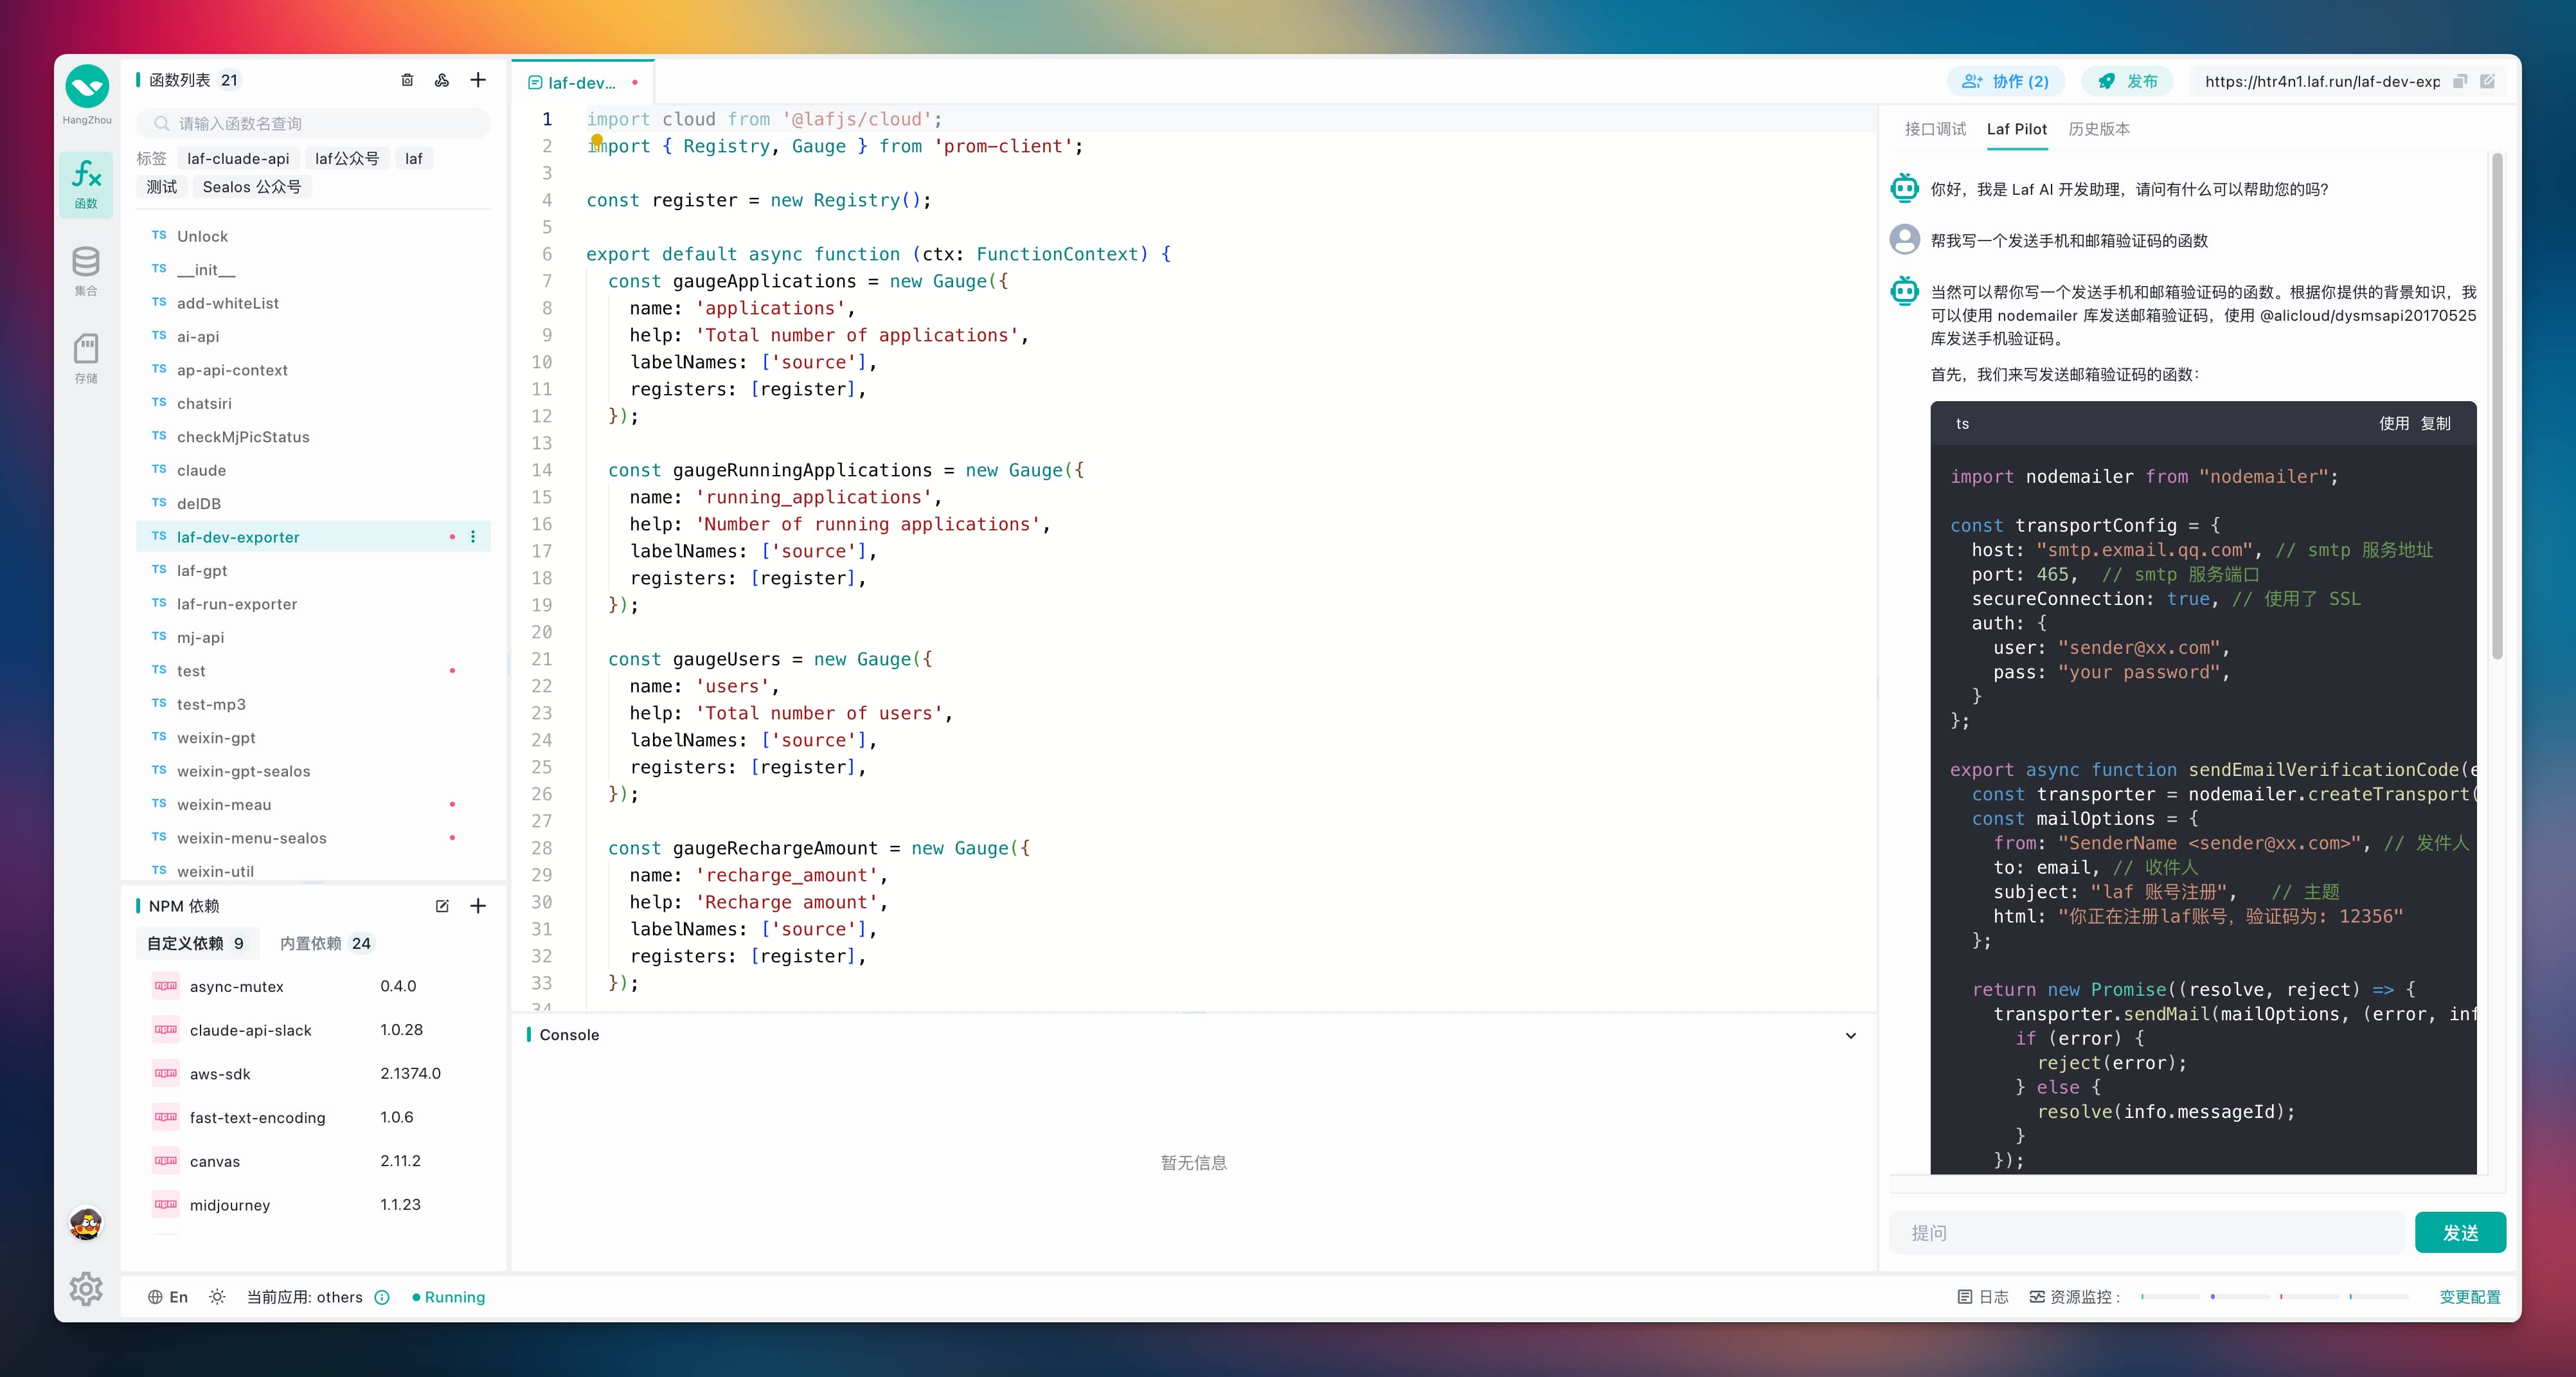 HangZhou
函数
集合
存储
函数列表 21
请输入函数名查询
标签 laf-cluade-api laf公众号 laf
测试 Sealos 公众号
TS Unlock
TS __init__
TS add-whiteList
TS ai-api
TS ap-api-context
TS chatsiri
TS checkMjPicStatus
TS claude
TS delDB
TS laf-dev-exporter
TS laf-gpt
TS laf-run-exporter
TS mj-api
TS test
TS test-mp3
TS weixin-gpt
TS weixin-gpt-sealos
TS weixin-meau
TS weixin-menu-sealos
TS weixin-util
NPM 依赖
自定义依赖 9 内置依赖 24
async-mutex 0.4.0
claude-api-slack 1.0.28
aws-sdk 2.1374.0
fast-text-encoding 1.0.6
canvas 2.11.2
midjourney 1.1.23
laf-dev...
1 import cloud from '@lafjs/cloud';
2 import { Registry, Gauge } from 'prom-client';
3
4 const register = new Registry();
5
6 export default async function (ctx: FunctionContext) {
7 const gaugeApplications = new Gauge({
8 name: 'applications',
9 help: 'Total number of applications',
10 labelNames: ['source'],
11 registers: [register],
12 });
13
14 const gaugeRunningApplications = new Gauge({
15 name: 'running_applications',
16 help: 'Number of running applications',
17 labelNames: ['source'],
18 registers: [register],
19 });
20
21 const gaugeUsers = new Gauge({
22 name: 'users',
23 help: 'Total number of users',
24 labelNames: ['source'],
25 registers: [register],
26 });
27
28 const gaugeRechargeAmount = new Gauge({
29 name: 'recharge_amount',
30 help: 'Recharge amount',
31 labelNames: ['source'],
32 registers: [register],
33 });
34
Console
暂无信息
协作 (2) 发布 https://htr4n1.laf.run/laf-dev-exp
接口调试 Laf Pilot 历史版本
你好，我是 Laf AI 开发助理，请问有什么可以帮助您的吗?
帮我写一个发送手机和邮箱验证码的函数
当然可以帮你写一个发送手机和邮箱验证码的函数。根据你提供的背景知识，我
可以使用 nodemailer 库发送邮箱验证码，使用 @alicloud/dysmsapi20170525
库发送手机验证码。
首先，我们来写发送邮箱验证码的函数：
ts 使用 复制
import nodemailer from "nodemailer";
const transportConfig = {
host: "smtp.exmail.qq.com", // smtp 服务地址
port: 465, // smtp 服务端口
secureConnection: true, // 使用了 SSL
auth: {
user: "sender@xx.com",
pass: "your password",
}
};
export async function sendEmailVerificationCode(e
const transporter = nodemailer.createTransport(
const mailOptions = {
from: "SenderName <sender@xx.com>", // 发件人
to: email, // 收件人
subject: "laf 账号注册", // 主题
html: "你正在注册laf账号，验证码为: 12356"
};
return new Promise((resolve, reject) => {
transporter.sendMail(mailOptions, (error, inf
if (error) {
reject(error);
} else {
resolve(info.messageId);
}
});
提问 发送
En 当前应用: others Running
日志 资源监控 : 变更配置